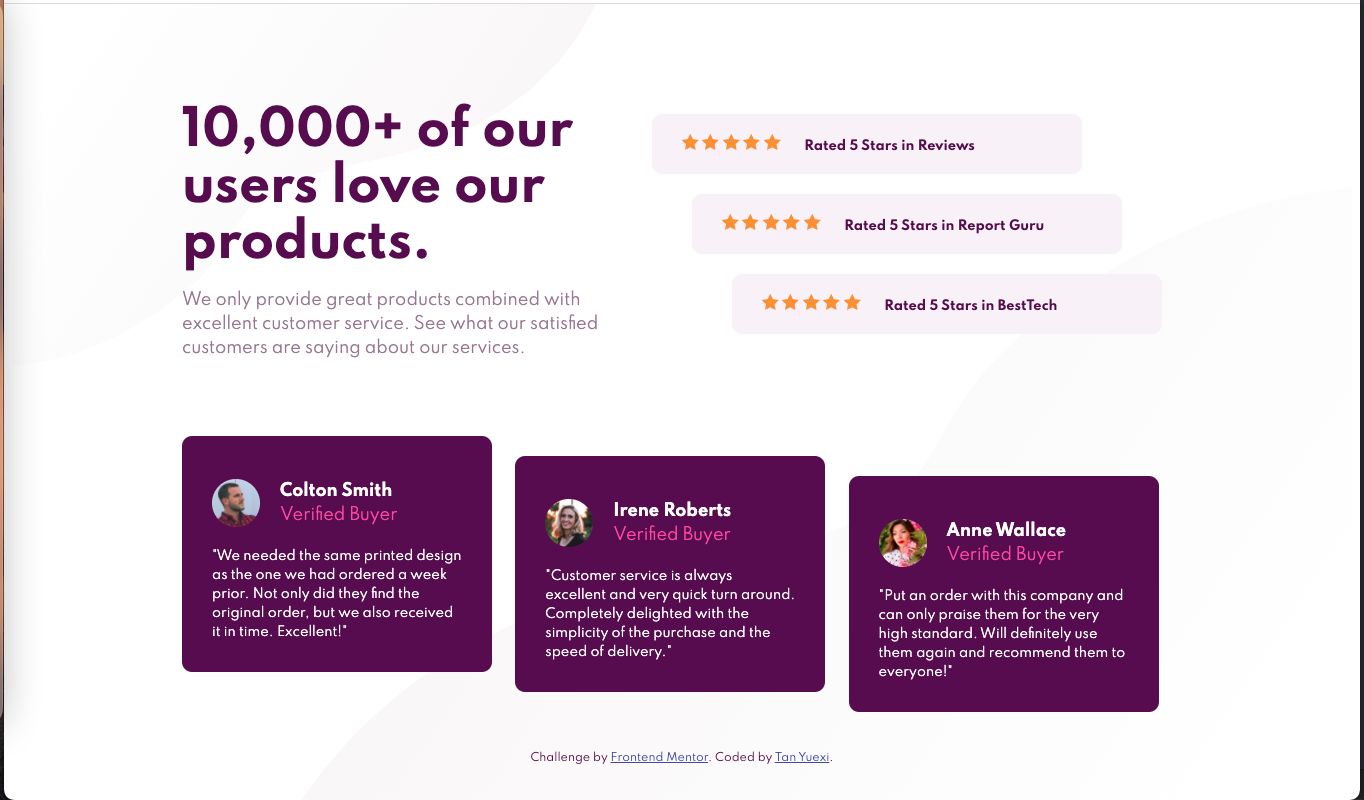 10,000+ of our
users love our
products.
We only provide great products combined with
excellent customer service. See what our satisfied
customers are saying about our services.
Rated 5 Stars in Reviews
Rated 5 Stars in Report Guru
Rated 5 Stars in BestTech
Colton Smith
Verified Buyer
"We needed the same printed design
as the one we had ordered a week
prior. Not only did they find the
original order, but we also received
it in time. Excellent!"
Irene Roberts
Verified Buyer
"Customer service is always
excellent and very quick turn around.
Completely delighted with the
simplicity of the purchase and the
speed of delivery."
Anne Wallace
Verified Buyer
"Put an order with this company and
can only praise them for the very
high standard. Will definitely use
them again and recommend them to
everyone!"
Challenge by Frontend Mentor. Coded by Tan Yuexi.